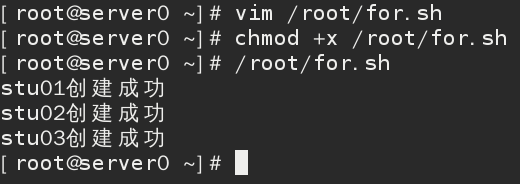 [root@server0 ~]# vim /root/for.sh
[root@server0 ~]# chmod +x /root/for.sh
[root@server0 ~]# /root/for.sh
stu01创建成功
stu02创建成功
stu03创建成功
[root@server0 ~]#